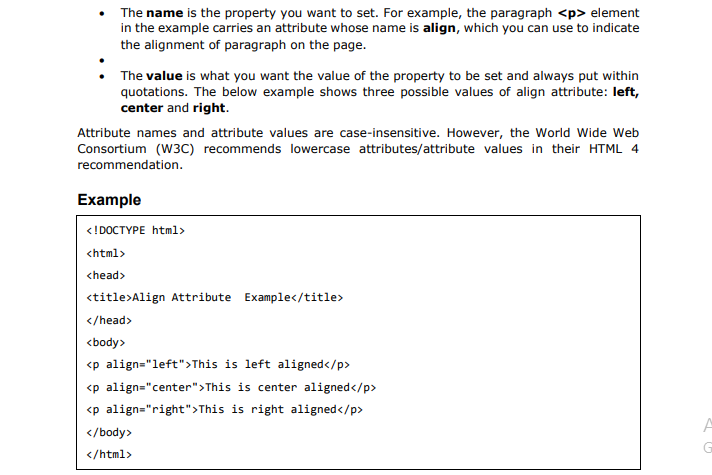 • The name is the property you want to set. For example, the paragraph <p> element
in the example carries an attribute whose name is align, which you can use to indicate
the alignment of paragraph on the page.
•
• The value is what you want the value of the property to be set and always put within
quotations. The below example shows three possible values of align attribute: left,
center and right.
Attribute names and attribute values are case-insensitive. However, the World Wide Web
Consortium (W3C) recommends lowercase attributes/attribute values in their HTML 4
recommendation.
Example
<!DOCTYPE html>
<html>
<head>
<title>Align Attribute  Example</title>
</head>
<body>
<p align="left">This is left aligned</p>
<p align="center">This is center aligned</p>
<p align="right">This is right aligned</p>
</body>
</html>